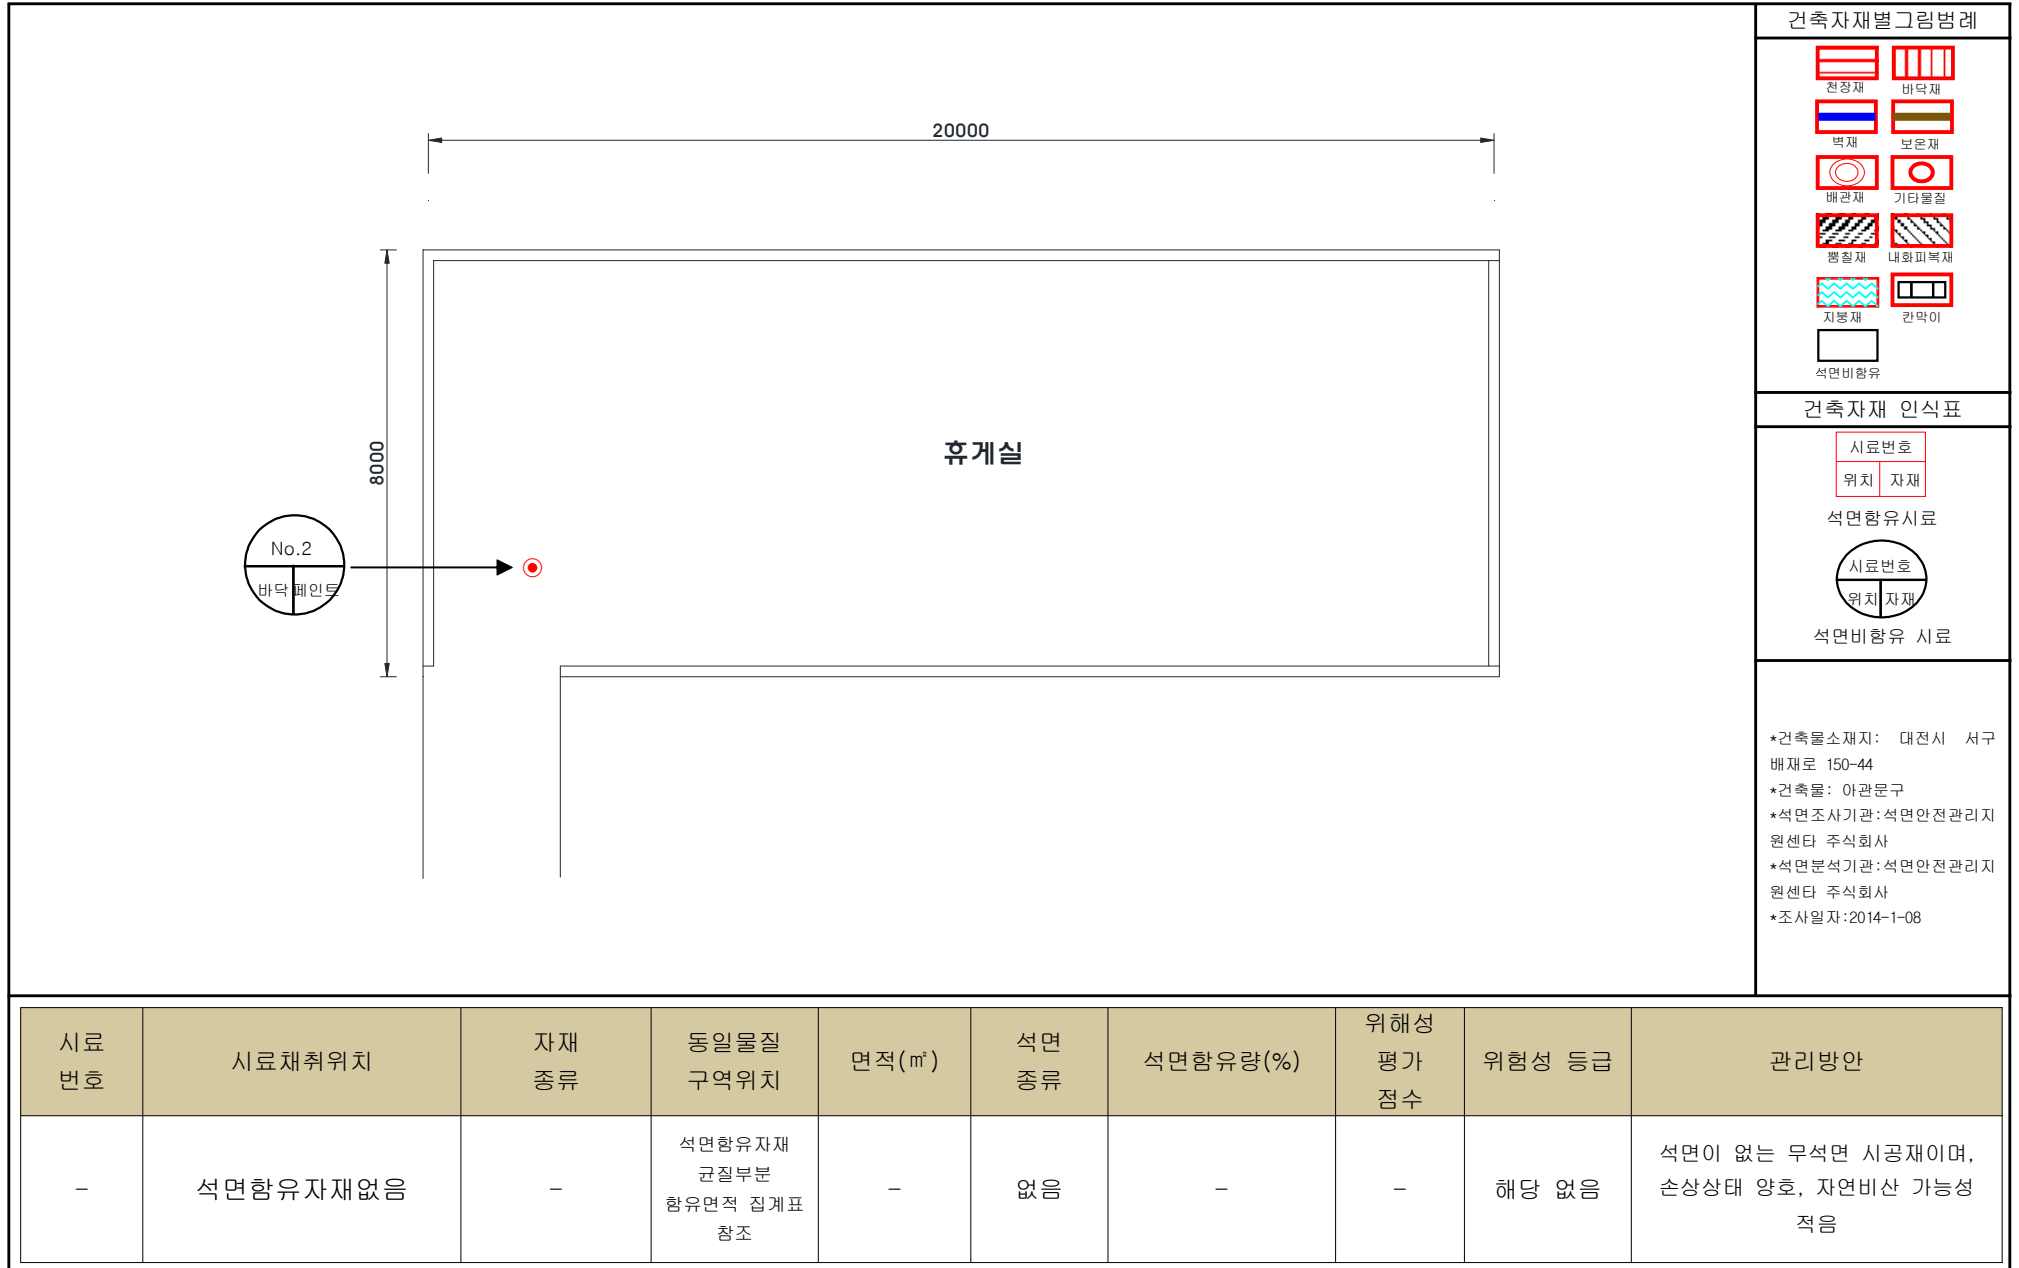 20000
8000
휴게실
No.2
바닥 페인트
건축자재별그림범례
천장재 바닥재
벽재 보온재
배관재 기타물질
뿜칠재 내화피복재
지붕재 칸막이
석면비함유
건축자재 인식표
시료번호
위치 자재
석면함유시료
시료번호
위치 자재
석면비함유 시료
*건축물소재지: 대전시 서구
배재로 150-44
*건축물: 아관문구
*석면조사기관:석면안전관리지
원센타 주식회사
*석면분석기관:석면안전관리지
원센타 주식회사
*조사일자:2014-1-08
시료
번호
시료채취위치
자재
종류
동일물질
구역위치
면적(㎡)
석면
종류
석면함유량(%)
위해성
평가
점수
위험성 등급
관리방안
-
석면함유자재없음
-
석면함유자재
균질부분
함유면적 집계표
참조
-
없음
-
-
해당 없음
석면이 없는 무석면 시공재이며,
손상상태 양호, 자연비산 가능성
적음